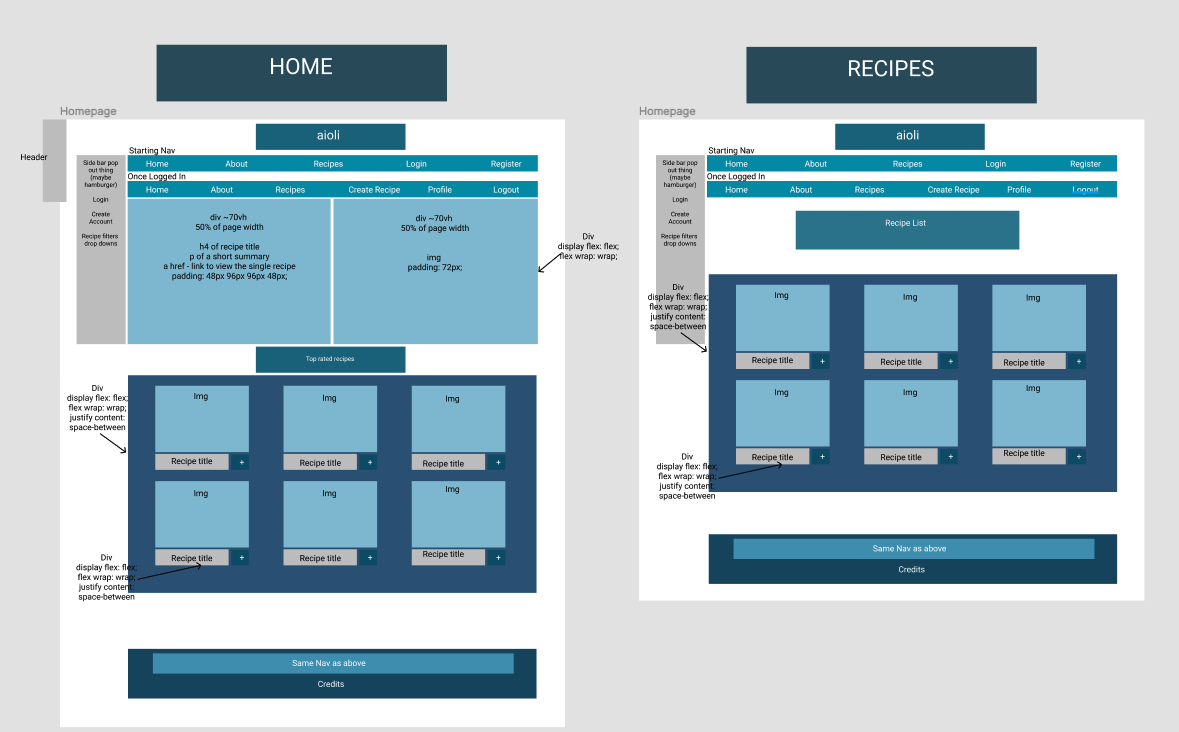 HOME
Homepage
Header
aioli
Starting Nav
Home About Recipes Login Register
Once Logged In
Home About Recipes Create Recipe Profile Logout
Side bar pop
out thing
(maybe
hamburger)
Login
Create
Account
Recipe filters
drop downs
div ~70vh
50% of page width
h4 of recipe title
p of a short summary
a href - link to view the single recipe
padding: 48px 96px 96px 48px;
div ~70vh
50% of page width
img
padding: 72px;
Div
display flex: flex;
flex wrap: wrap;
Top rated recipes
Div
display flex: flex;
flex wrap: wrap;
justify content:
space-between
Img Img Img
Recipe title + Recipe title + Recipe title +
Img Img Img
Recipe title + Recipe title + Recipe title +
Div
display flex: flex;
flex wrap: wrap;
justify content:
space-between
Same Nav as above
Credits
RECIPES
Homepage
aioli
Starting Nav
Home About Recipes Login Register
Once Logged In
Home About Recipes Create Recipe Profile Logout
Side bar pop
out thing
(maybe
hamburger)
Login
Create
Account
Recipe filters
drop downs
Recipe List
Div
display flex: flex;
flex wrap: wrap;
justify content:
space-between
Img Img Img
Recipe title + Recipe title + Recipe title +
Img Img Img
Recipe title + Recipe title + Recipe title +
Div
display flex: flex;
flex wrap: wrap;
justify content:
space-between
Same Nav as above
Credits